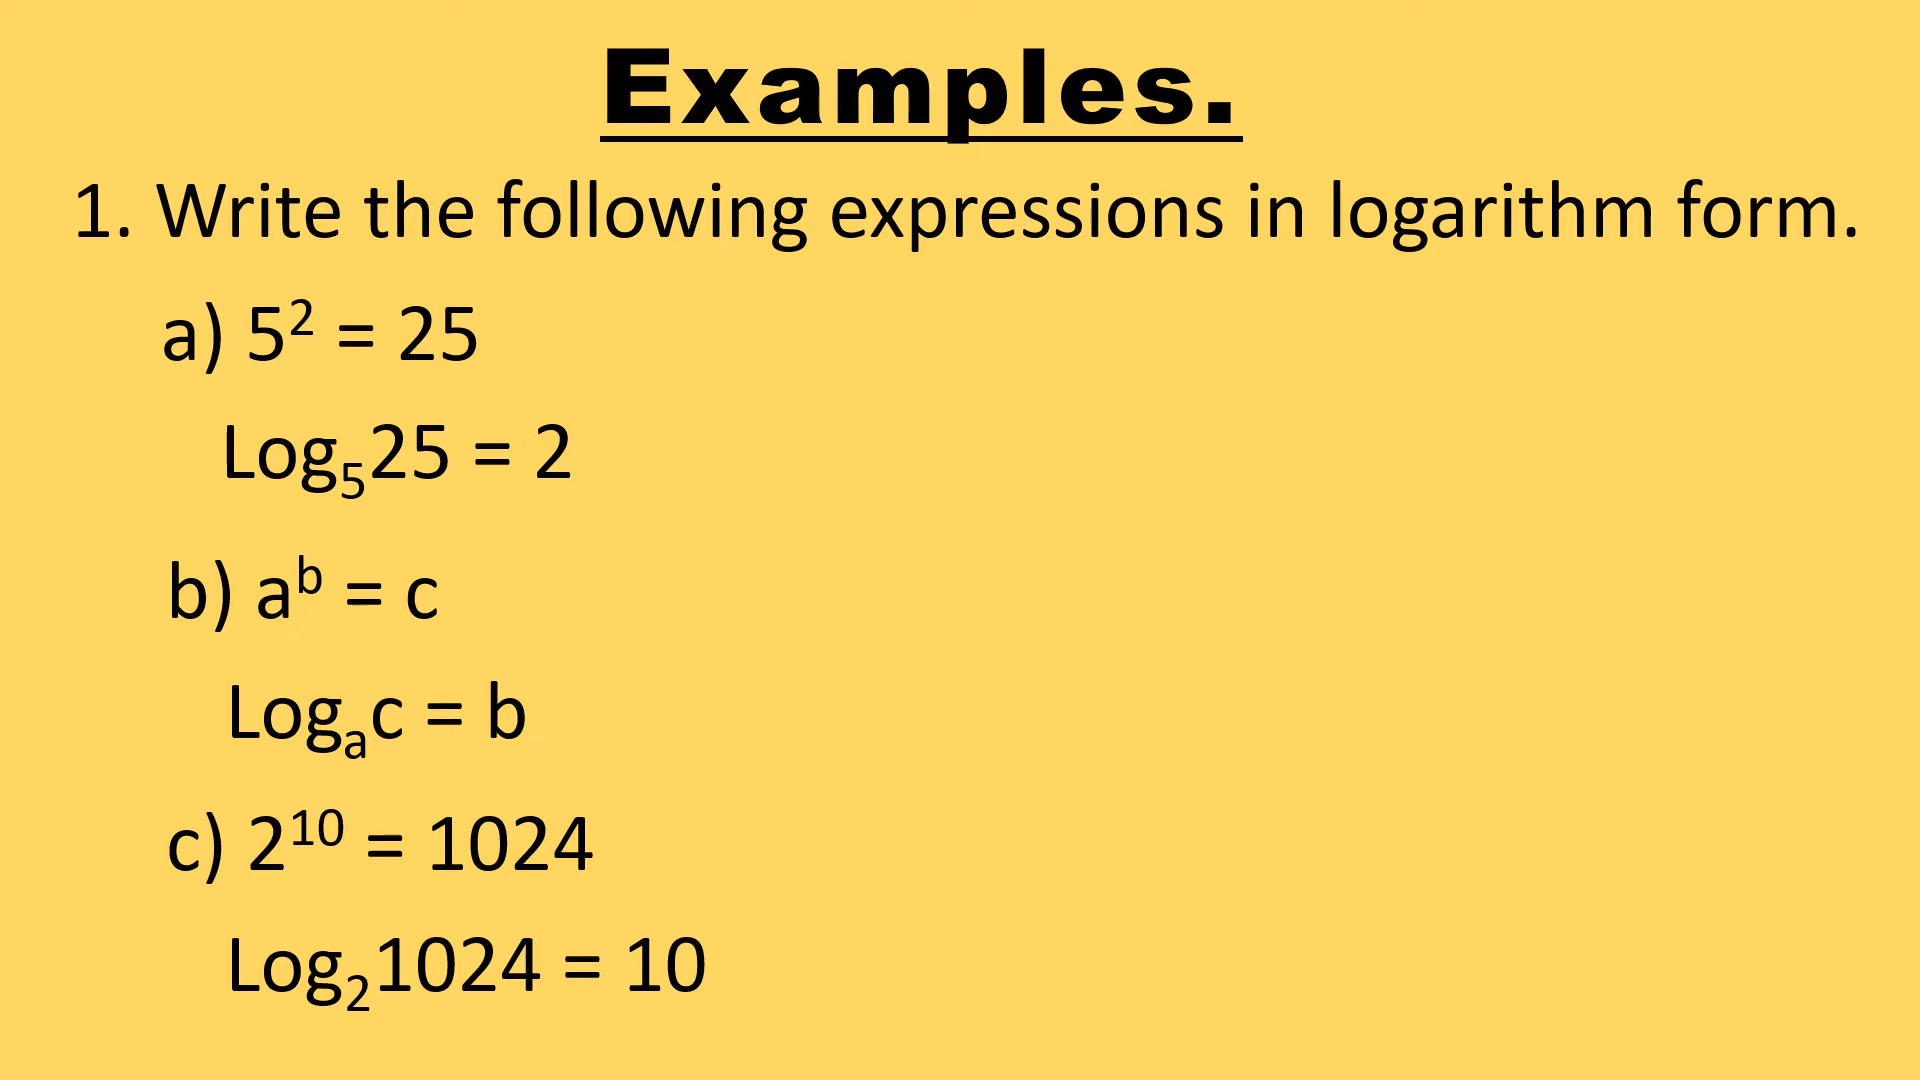 Examples.
1. Write the following expressions in logarithm form.
a) 5² = 25
Log₅25 = 2
b) aᵇ = c
Logₐc = b
c) 2¹⁰ = 1024
Log₂1024 = 10